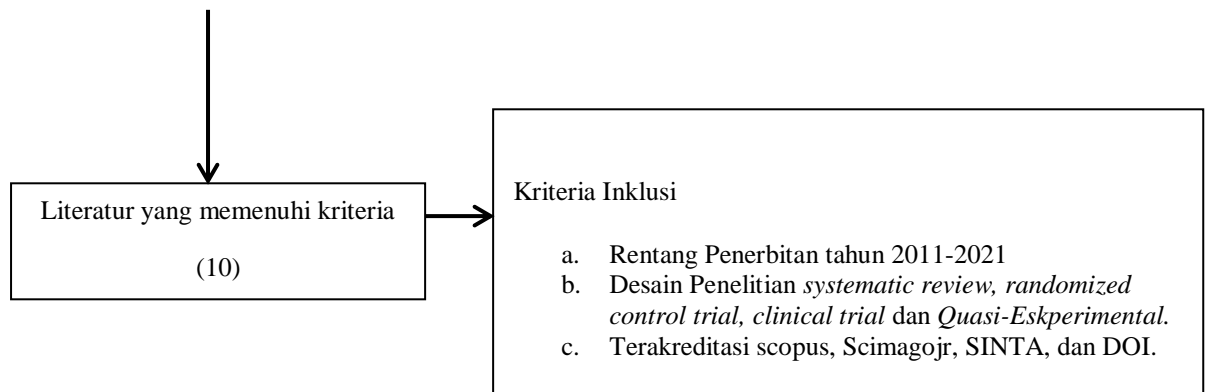 Literatur yang memenuhi kriteria
(10)
Kriteria Inklusi
a. Rentang Penerbitan tahun 2011-2021
b. Desain Penelitian systematic review, randomized
control trial, clinical trial dan Quasi-Eskperimental.
c. Terakreditasi scopus, Scimagojr, SINTA, dan DOI.